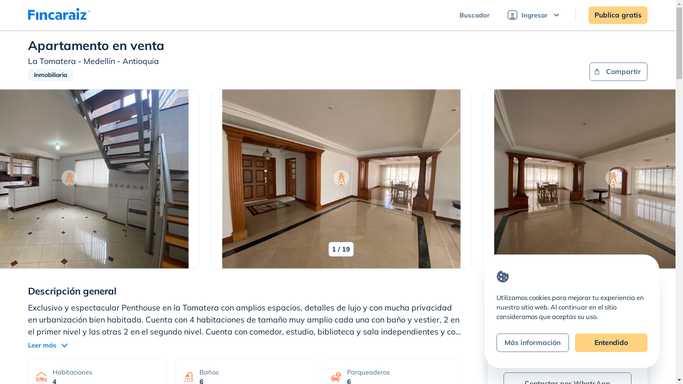 Fincaraiz
Buscador
Ingresar
Publica gratis
Apartamento en venta
La Tomatera - Medellín - Antioquia
Inmobiliaria
Compartir
1 / 19
Descripción general
Exclusivo y espectacular Penthouse en la Tomatera con amplios espacios, detalles de lujo y con mucha privacidad
en urbanización bien habitada. Cuenta con 4 habitaciones de tamaño muy amplio cada una con baño y vestier, 2 en
el primer nivel y las otras 2 en el segundo nivel. Cuenta con comedor, estudio, biblioteca y sala independientes y co...
Leer más
Habitaciones
4
Baños
6
Parqueaderos
6
Utilizamos cookies para mejorar tu experiencia en
nuestro sitio web. Al continuar en el sitio
consideramos que aceptas su uso.
Más información
Entendido
Contactar por WhatsApp